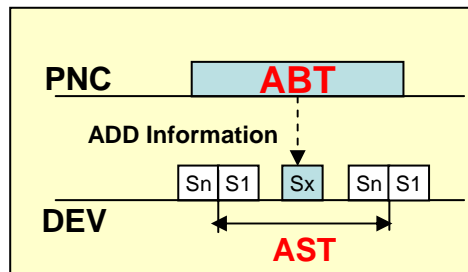 PNC ABT
ADD Information
Sn S1 Sx Sn S1
DEV
AST